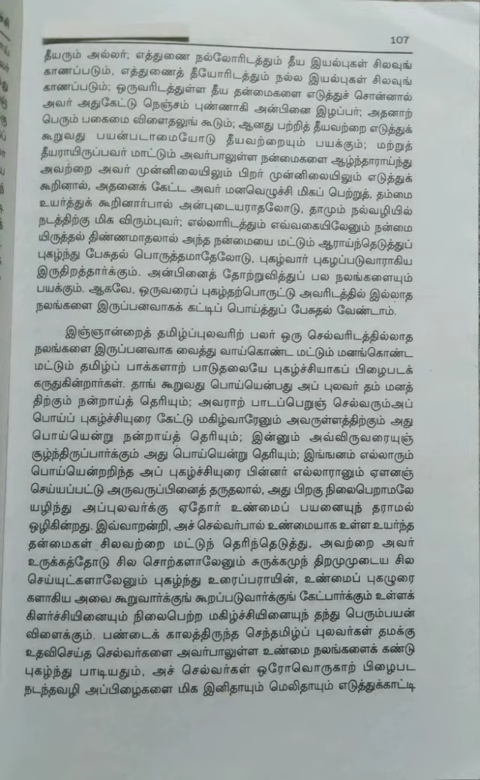 107
தீயரும் அல்லர்; எத்துணை நல்லோரிடத்தும் தீய இயல்புகள் சிலவுங்
காணப்படும், எத்துணைத் தீயோரிடத்தும் நல்ல இயல்புகள் சிலவுங்
காணப்படும்; ஒருவரிடத்துள்ள தீய தன்மைகளை எடுத்துச் சொன்னால்
அவர் அதுகேட்டு நெஞ்சம் புண்ணாகி அன்பினை இழப்பர்; அதனாற்
பெரும் பகைமை விளைதலுங் கூடும்; ஆனது பற்றித் தீயவற்றை எடுத்துக்
கூறுவது பயன்படாமையோடு தீயவற்றையும் பயக்கும்; மற்றுத்
தீயராயிருப்பவர் மாட்டும் அவர்பாலுள்ள நன்மைகளை ஆழ்ந்தாராய்ந்து
அவற்றை அவர் முன்னிலையிலும் பிறர் முன்னிலையிலும் எடுத்துக்
கூறினால், அதனைக் கேட்ட அவர் மனவெழுச்சி மிகப் பெற்றுத், தம்மை
உயர்த்துக் கூறினார்பால் அன்புடையராதலோடு, தாமும் நல்வழியில்
நடத்திற்கு மிக விரும்புவர்; எல்லாரிடத்தும் எவ்வகையிலேனும் நன்மை
யிருத்தல் திண்ணமாதலால் அந்த நன்மையை மட்டும் ஆராய்ந்தெடுத்துப்
புகழ்ந்து பேசுதல் பொருத்தமாதேலோடு, புகழ்வார் புகழப்படுவாராகிய
இருதிறத்தார்க்கும். அன்பினைத் தோற்றுவித்துப் பல நலங்களையும்
பயக்கும். ஆகவே, ஒருவரைப் புகழ்தற்பொருட்டு அவரிடத்தில் இல்லாத
நலங்களை இருப்பனவாகக் கட்டிப் பொய்த்துப் பேசுதல் வேண்டாம்.
இஞ்ஞான்றைத் தமிழ்ப்புலவரிற் பலர் ஒரு செல்வரிடத்தில்லாத
நலங்களை இருப்பனவாக வைத்து வாய்கொண்ட மட்டும் மனங்கொண்ட
மட்டும் தமிழ்ப் பாக்களாற் பாடுதலையே புகழ்ச்சியாகப் பிழைபடக்
கருதுகின்றார்கள். தாங் கூறுவது பொய்யென்பது அப் புலவர் தம் மனத்
திற்கும் நன்றாய்த் தெரியும்; அவராற் பாடப்பெறுஞ் செல்வரும்அப்
பொய்ப் புகழ்ச்சியுரை கேட்டு மகிழ்வாரேனும் அவருள்ளத்திற்கும் அது
பொய்யென்று நன்றாய்த் தெரியும்; இன்னும் அவ்விருவரையுஞ்
சூழ்ந்திருப்பார்க்கும் அது பொய்யென்று தெரியும்; இங்ஙனம் எல்லாரும்
பொய்யென்றறிந்த அப் புகழ்ச்சியுரை பின்னர் எல்லாரானும் ஏளனஞ்
செய்யப்பட்டு அருவருப்பினைத் தருதலால், அது பிறகு நிலைபெறாமலே
யழிந்து அப்புலவர்க்கு ஏதோர் உண்மைப் பயனையுந் தராமல்
ஒழிகின்றது. இவ்வாறன்றி, அச் செல்வர்பால் உண்மையாக உள்ள உயர்ந்த
தன்மைகள் சிலவற்றை மட்டுந் தெரிந்தெடுத்து, அவற்றை அவர்
உருக்கத்தோடு சில சொற்களாலேனும் சுருக்கமுந் திறமுமுடைய சில
செய்யுட்களாலேனும் புகழ்ந்து உரைப்பராயின், உண்மைப் புகழுரை
களாகிய அவை கூறுவார்க்குங் கூறப்படுவார்க்குங் கேட்பார்க்கும் உள்ளக்
கிளர்ச்சியினையும் நிலைபெற்ற மகிழ்ச்சியினையுந் தந்து பெரும்பயன்
விளைக்கும். பண்டைக் காலத்திருந்த செந்தமிழ்ப் புலவர்கள் தமக்கு
உதவிசெய்த செல்வர்களை அவர்பாலுள்ள உண்மை நலங்களைக் கண்டு
புகழ்ந்து பாடியதும், அச் செல்வர்கள் ஒரோவொருகாற் பிழைபட
நடந்தவழி அப்பிழைகளை மிக இனிதாயும் மெலிதாயும் எடுத்துக்காட்டி